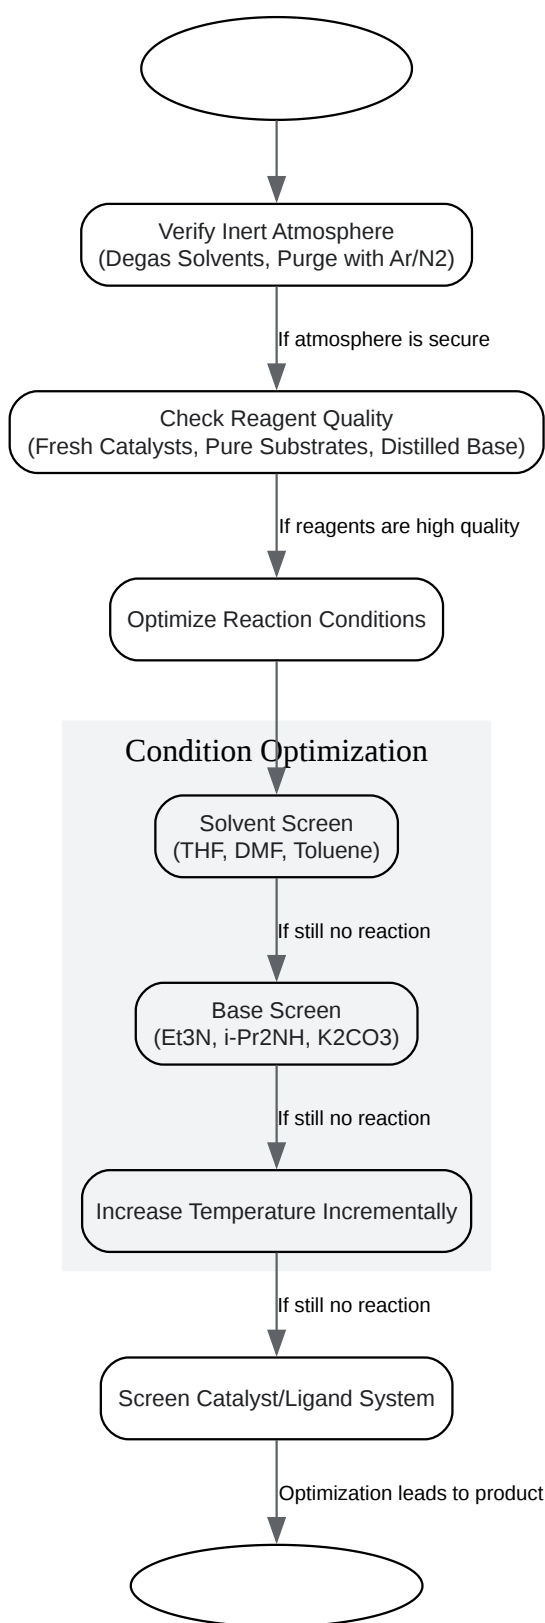 Verify Inert Atmosphere
(Degas Solvents, Purge with Ar/N2)
If atmosphere is secure
Check Reagent Quality
(Fresh Catalysts, Pure Substrates, Distilled Base)
If reagents are high quality
Optimize Reaction Conditions
Condition Optimization
Solvent Screen
(THF, DMF, Toluene)
If still no reaction
Base Screen
(Et3N, i-Pr2NH, K2CO3)
If still no reaction
Increase Temperature Incrementally
If still no reaction
Screen Catalyst/Ligand System
Optimization leads to product